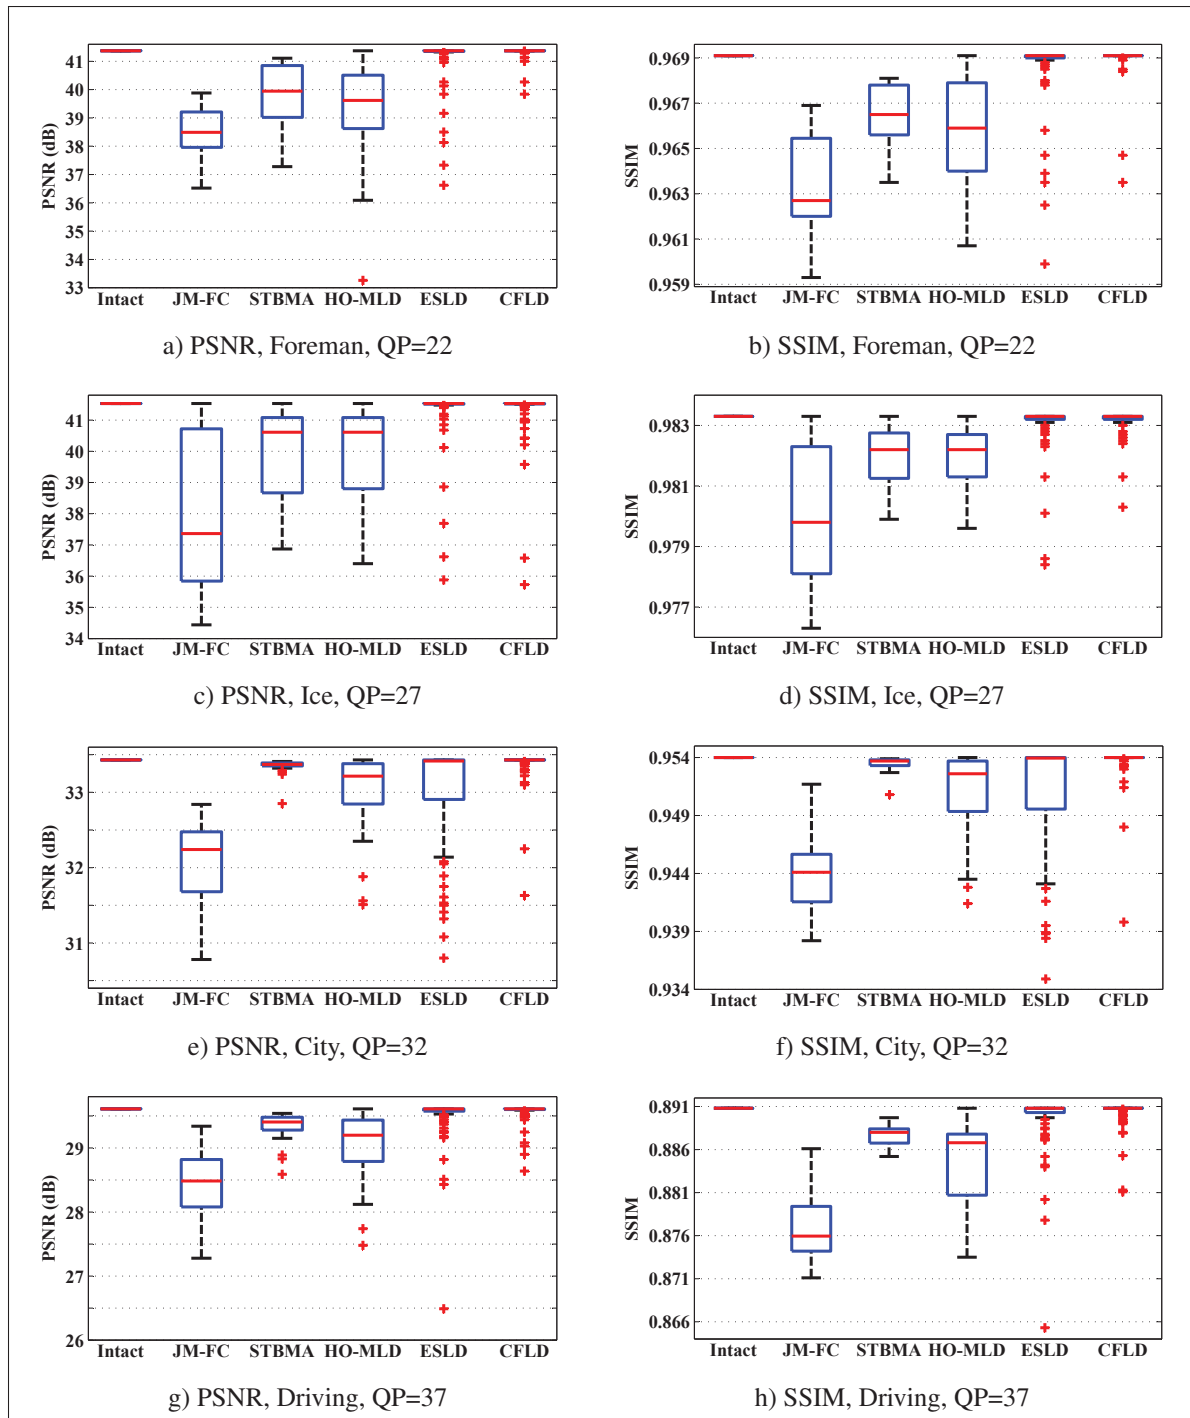 41
40
39
38
37
36
35
34
33
PSNR (dB)
Intact JM-FC STBMA HO-MLD ESLD CFLD
a) PSNR, Foreman, QP=22
0.969
0.967
0.965
0.963
0.961
0.959
SSIM
Intact JM-FC STBMA HO-MLD ESLD CFLD
b) SSIM, Foreman, QP=22
41
40
39
38
37
36
35
34
PSNR (dB)
Intact JM-FC STBMA HO-MLD ESLD CFLD
c) PSNR, Ice, QP=27
0.983
0.981
0.979
0.977
SSIM
Intact JM-FC STBMA HO-MLD ESLD CFLD
d) SSIM, Ice, QP=27
33
32
31
PSNR (dB)
Intact JM-FC STBMA HO-MLD ESLD CFLD
e) PSNR, City, QP=32
0.954
0.949
0.944
0.939
0.934
SSIM
Intact JM-FC STBMA HO-MLD ESLD CFLD
f) SSIM, City, QP=32
29
28
27
26
PSNR (dB)
Intact JM-FC STBMA HO-MLD ESLD CFLD
g) PSNR, Driving, QP=37
0.891
0.886
0.881
0.876
0.871
0.866
SSIM
Intact JM-FC STBMA HO-MLD ESLD CFLD
h) SSIM, Driving, QP=37